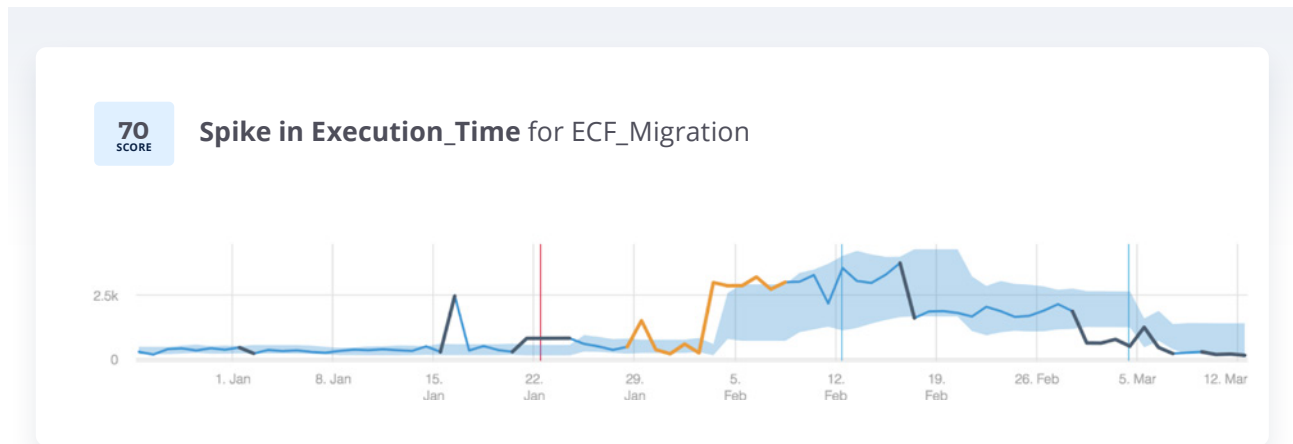 70
SCORE
Spike in Execution_Time for ECF_Migration
2.5k
0
1. Jan
8. Jan
15.
Jan
22.
Jan
29.
Jan
5.
Feb
12.
Feb
19.
Feb
26. Feb
5. Mar
12. Mar